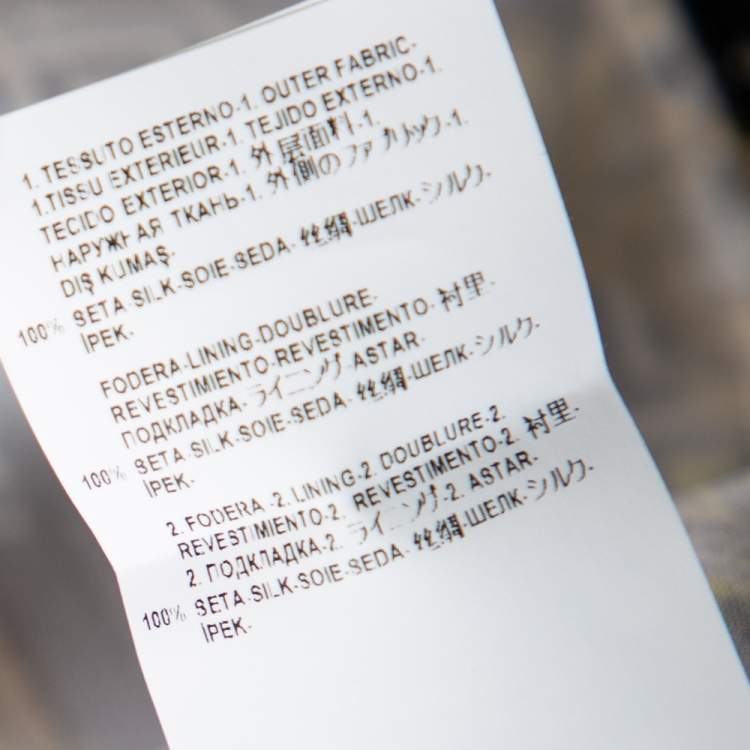 1. TESSUTO ESTERNO-1. OUTER FABRIC-
1.TISSU EXTERIEUR-1. TEJIDO EXTERNO-1.
TECIDO EXTERIOR-1. 外层面料-1.
НАРУЖНАЯ ТКАНЬ-1. 外側のファブリック-1.
DIŞ KUMAŞ-
100% SETA-SILK-SOIE-SEDA- 丝绸-ШЕЛК-シルク-
İPEK-
FODERA-LINING-DOUBLURE-
REVESTIMIENTO-REVESTIMENTO- 衬里-
ПОДКЛАДКА- ライニング ASTAR-
100% SETA-SILK-SOIE-SEDA- 丝绸-ШЕЛК-シルク-
İPEK-
2. FODERA -2. LINING-2. DOUBLURE-2.
REVESTIMIENTO-2. REVESTIMENTO-2. 衬里-
2. ПОДКЛАДКА-2. ライニング-2. ASTAR-
100% SETA-SILK-SOIE-SEDA- 丝绸-ШЕЛК-シルク-
İPEK-